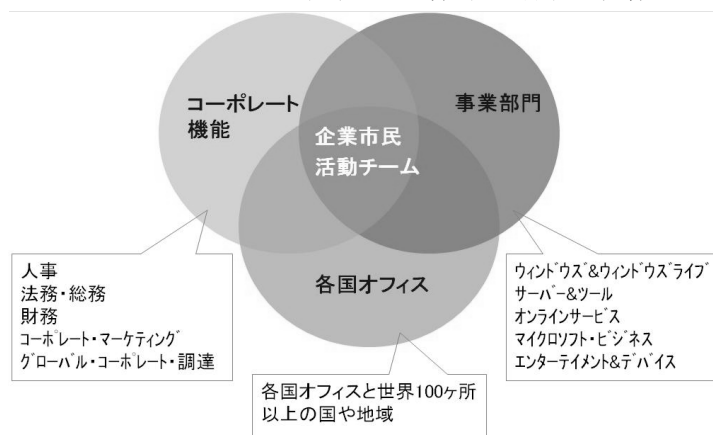 コーポレート
機能
事業部門
企業市民
活動チーム
各国オフィス
人事
法務・総務
財務
コーポレート・マーケティング
グローバル・コーポレート・調達
ウィンドウズ&ウィンドウズライブ
サーバー&ツール
オンラインサービス
マイクロソフト・ビジネス
エンターテイメント&デバイス
各国オフィスと世界100ヶ所
以上の国や地域